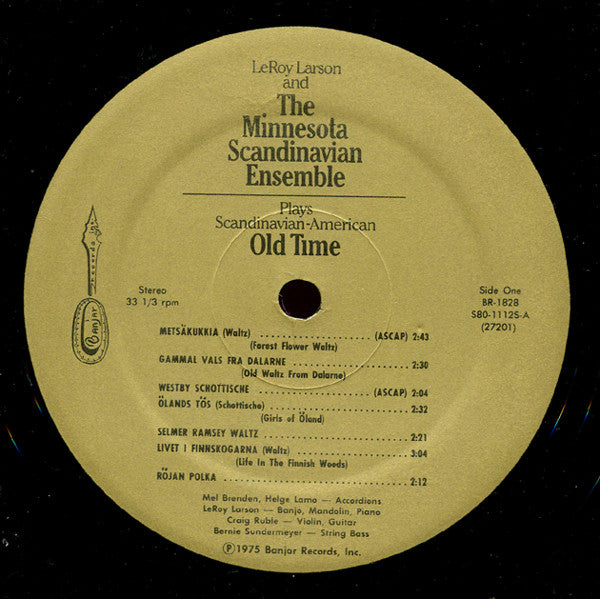 LeRoy Larson
and
The
Minnesota
Scandinavian
Ensemble
Plays
Scandinavian-American
Old Time
Records Inc
Banjar
Stereo
33 1/3 rpm
Side One
BR-1828
S80-1112S-A
(27201)
METSÄKUKKIA (Waltz) .......................... (ASCAP) 2:43
(Forest Flower Waltz)
GAMMAL VALS FRA DALARNE .......................... 2:30
(Old Waltz From Dalarne)
WESTBY SCHOTTISCHE .......................... (ASCAP) 2:04
ÖLANDS TÖS (Schottische) .......................... 2:32
(Girls of Öland)
SELMER RAMSEY WALTZ .......................... 2:21
LIVET I FINNSKOGARNA (Waltz) .......................... 3:04
(Life In The Finnish Woods)
RÖJAN POLKA .......................... 2:12
Mel Brenden, Helge Lamo — Accordions
LeRoy Larson — Banjo, Mandolin, Piano
Craig Ruble — Violin, Guitar
Bernie Sundermeyer — String Bass
Ⓟ 1975 Banjar Records, Inc.